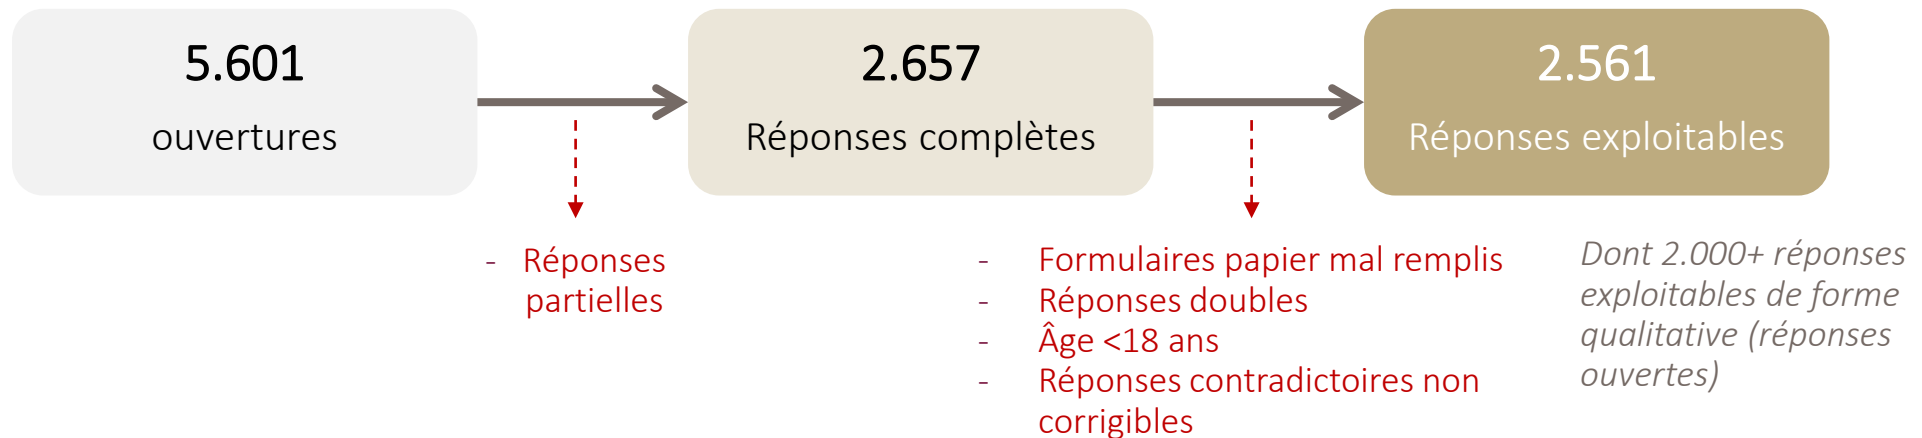 5.601
ouvertures
2.657
Réponses complètes
2.561
Réponses exploitables
- Réponses
partielles
- Formulaires papier mal remplis
- Réponses doubles
- Âge <18 ans
- Réponses contradictoires non
corrigibles
Dont 2.000+ réponses
exploitables de forme
qualitative (réponses
ouvertes)